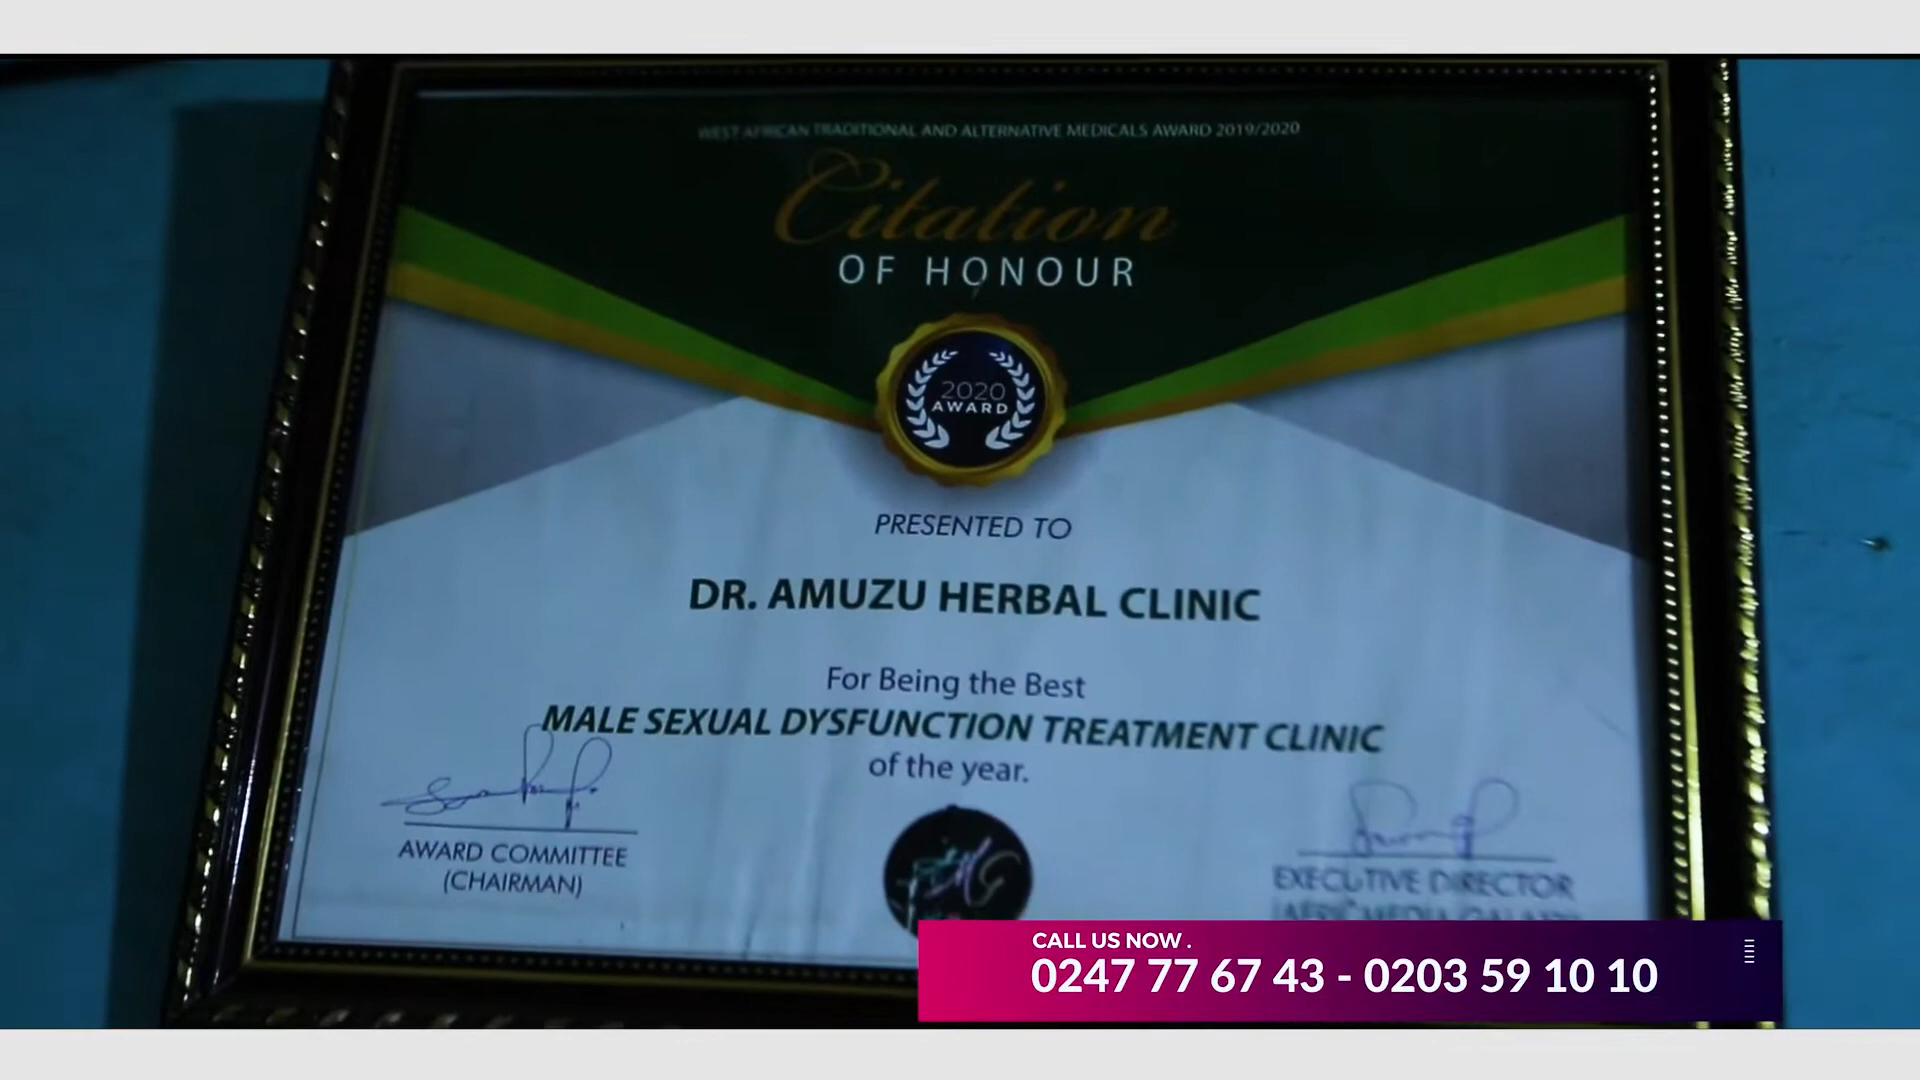 WEST AFRICAN TRADITIONAL AND ALTERNATIVE MEDICALS AWARD 2019/2020
Citation
OF HONOUR
2020
AWARD
PRESENTED TO
DR. AMUZU HERBAL CLINIC
For Being the Best
MALE SEXUAL DYSFUNCTION TREATMENT CLINIC
of the year.
AWARD COMMITTEE
(CHAIRMAN)
EXECUTIVE DIRECTOR
CALL US NOW .
0247 77 67 43 - 0203 59 10 10